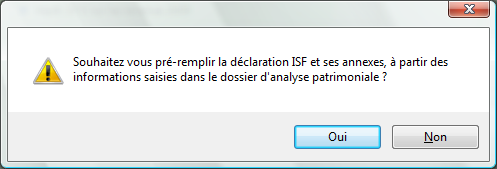 Souhaitez vous pré-remplir la déclaration ISF et ses annexes, à partir des
informations saisies dans le dossier d'analyse patrimoniale ?
Oui
Non